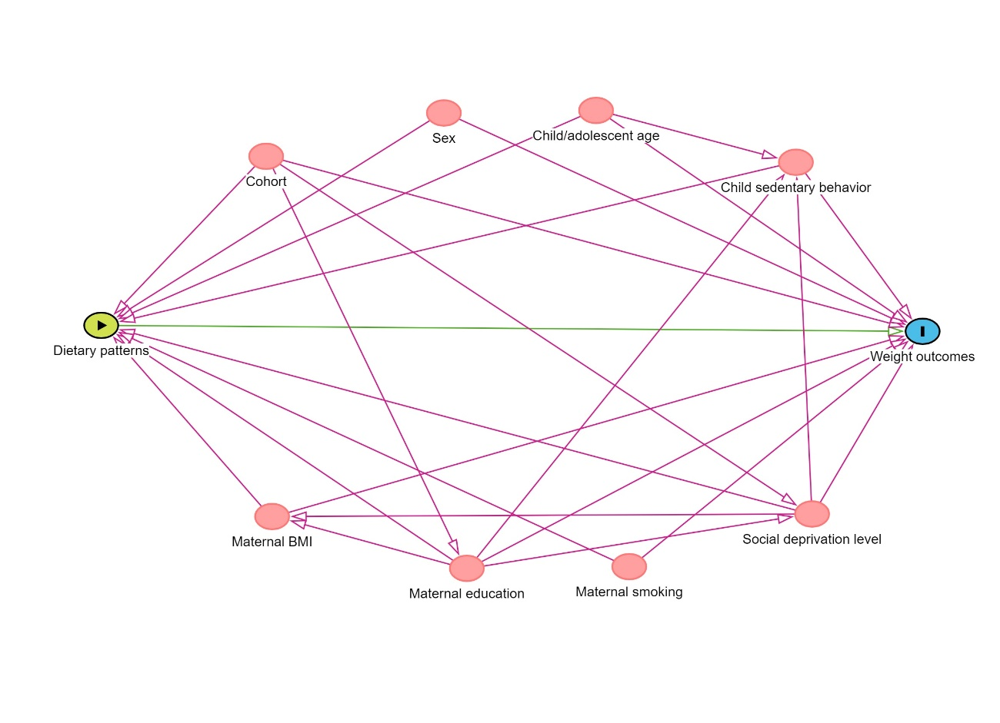 Sex
Child/adolescent age
Cohort
Child sedentary behavior
Dietary patterns
Weight outcomes
Maternal BMI
Social deprivation level
Maternal education
Maternal smoking